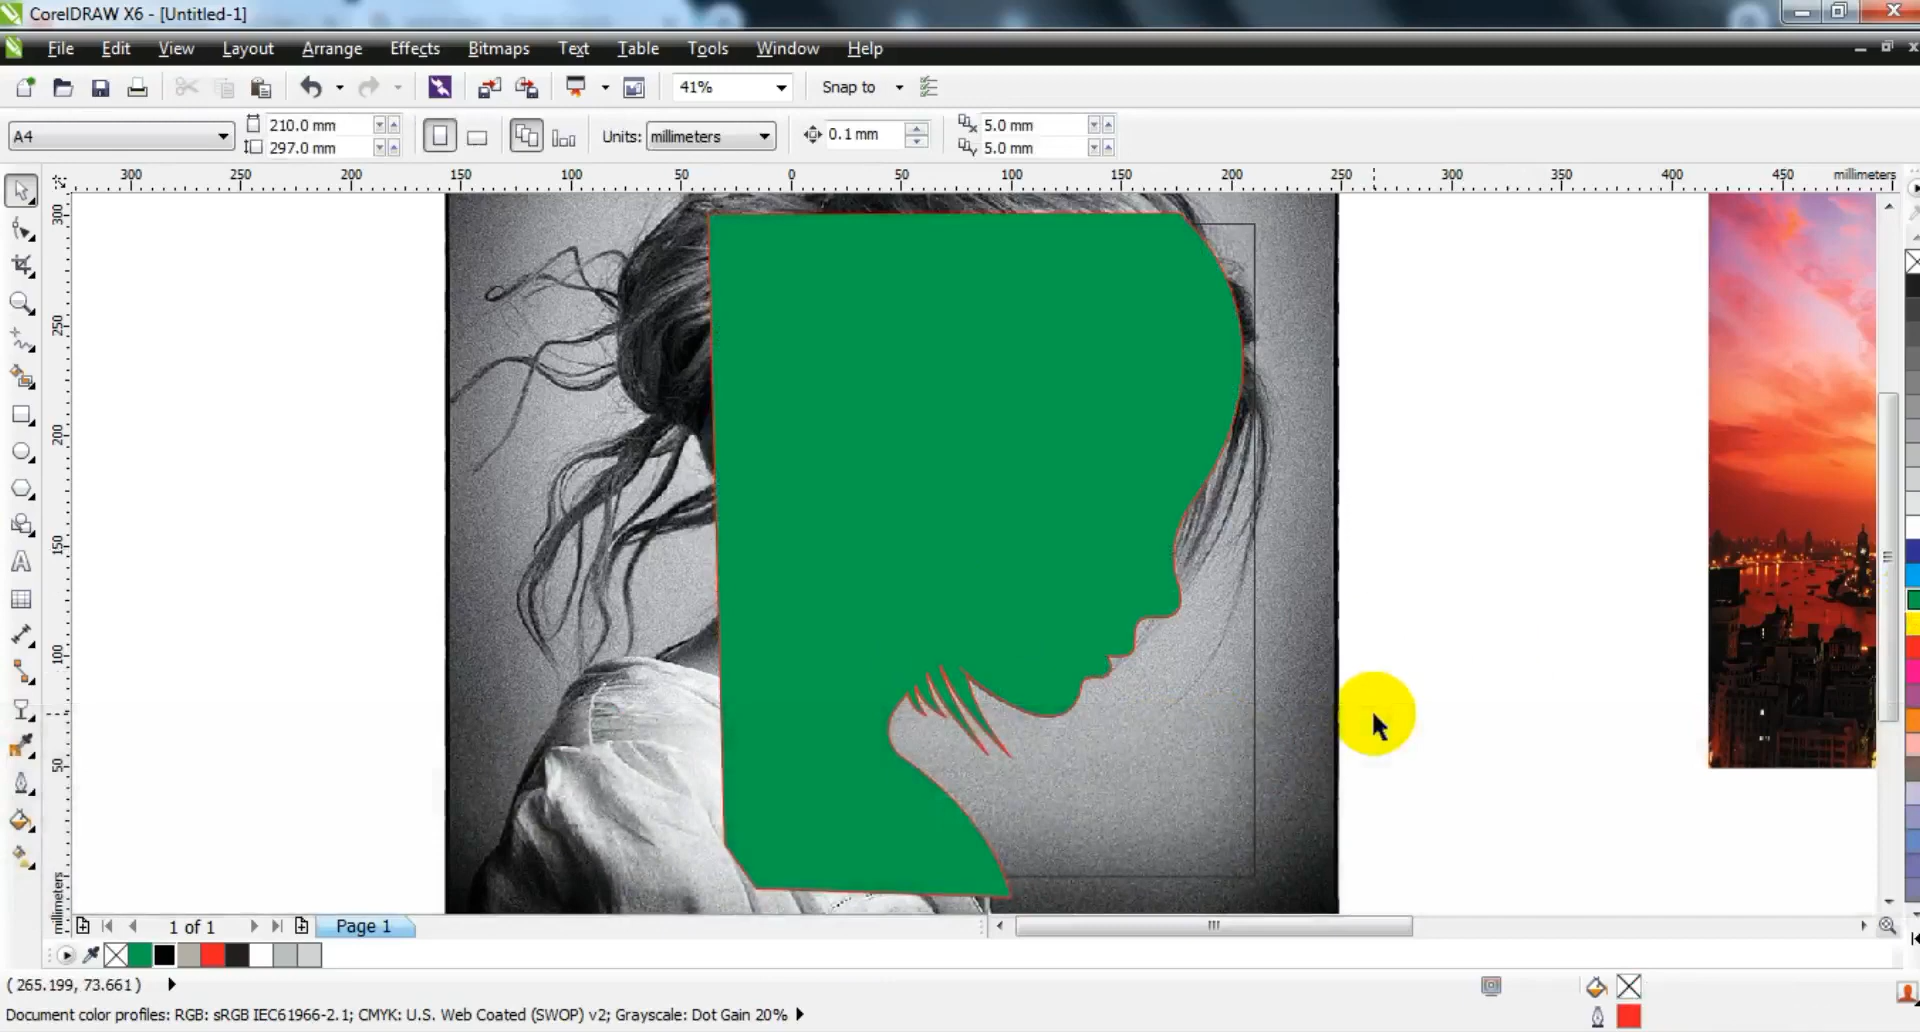 CorelDRAW X6 - [Untitled-1]
File Edit View Layout Arrange Effects Bitmaps Text Table Tools Window Help
41% Snap to
A4 210.0 mm 297.0 mm Units: millimeters 0.1 mm 5.0 mm 5.0 mm
300 250 200 150 100 50 0 50 100 150 200 250 300 350 400 450 millimeters
300
250
200
150
100
50
millimeters
1 of 1 Page 1
( 265.199, 73.661 )
Document color profiles: RGB: sRGB IEC61966-2.1; CMYK: U.S. Web Coated (SWOP) v2; Grayscale: Dot Gain 20%